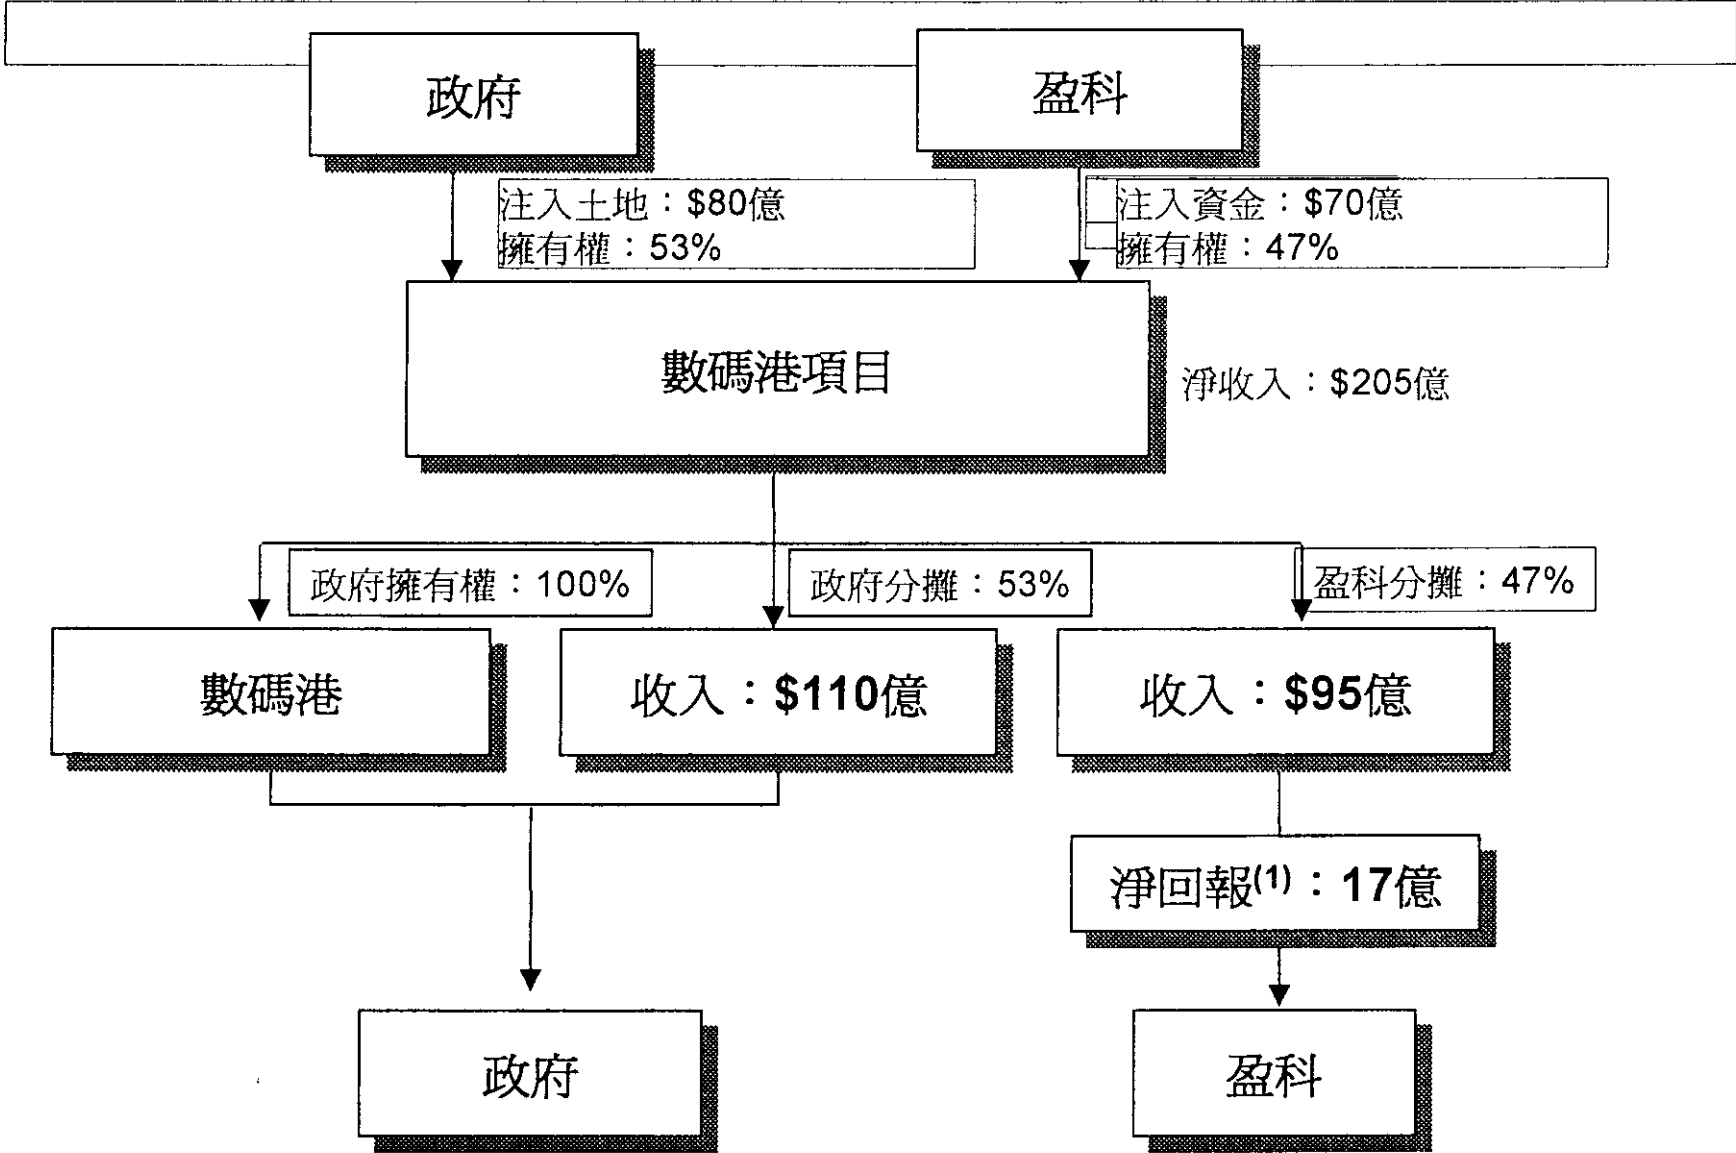 政府
盈科
注入土地：$80億
擁有權：53%
注入資金：$70億
擁有權：47%
數碼港項目
淨收入：$205億
政府擁有權：100%
政府分攤：53%
盈科分攤：47%
數碼港
收入：$110億
收入：$95億
淨回報(1)：17億
政府
盈科